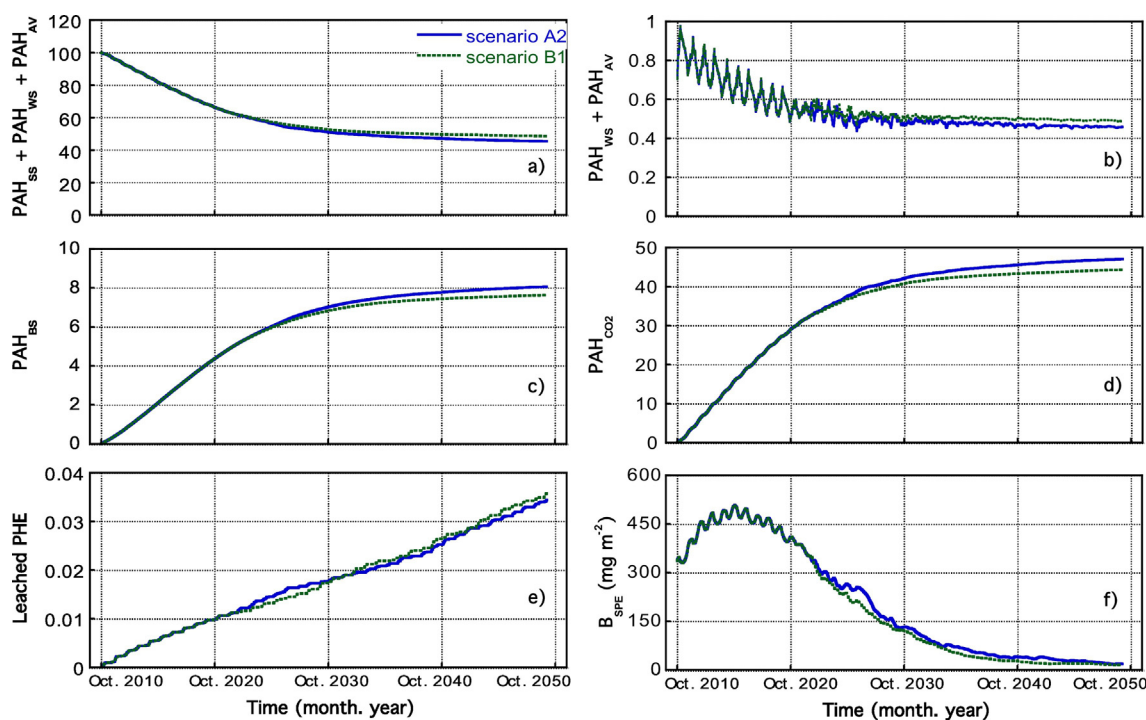 scenario A2
scenario B1
PAH_SS + PAH_WS + PAH_AV
120
100
80
60
40
20
0
a)
PAH_WS + PAH_AV
1
0.8
0.6
0.4
0.2
0
b)
PAH_BS
10
8
6
4
2
0
c)
PAH_CO2
50
40
30
20
10
0
d)
Leached PHE
0.04
0.03
0.02
0.01
0
e)
Oct. 2010
Oct. 2020
Oct. 2030
Oct. 2040
Oct. 2050
Time (month. year)
B_SPE (mg m⁻²)
600
450
300
150
0
f)
Oct. 2010
Oct. 2020
Oct. 2030
Oct. 2040
Oct. 2050
Time (month. year)